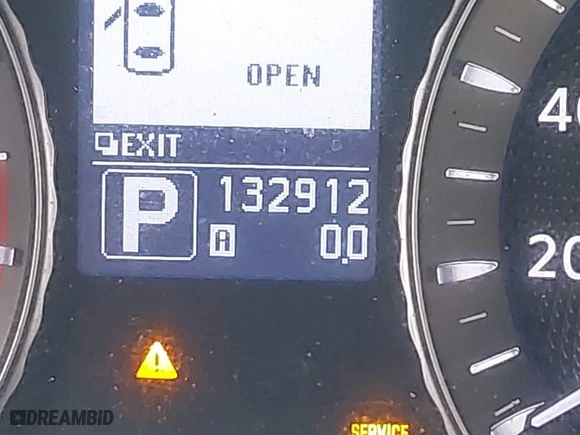 OPEN
EXIT
P 132912
A 0.0
40
20
SERVICE
DREAMBID